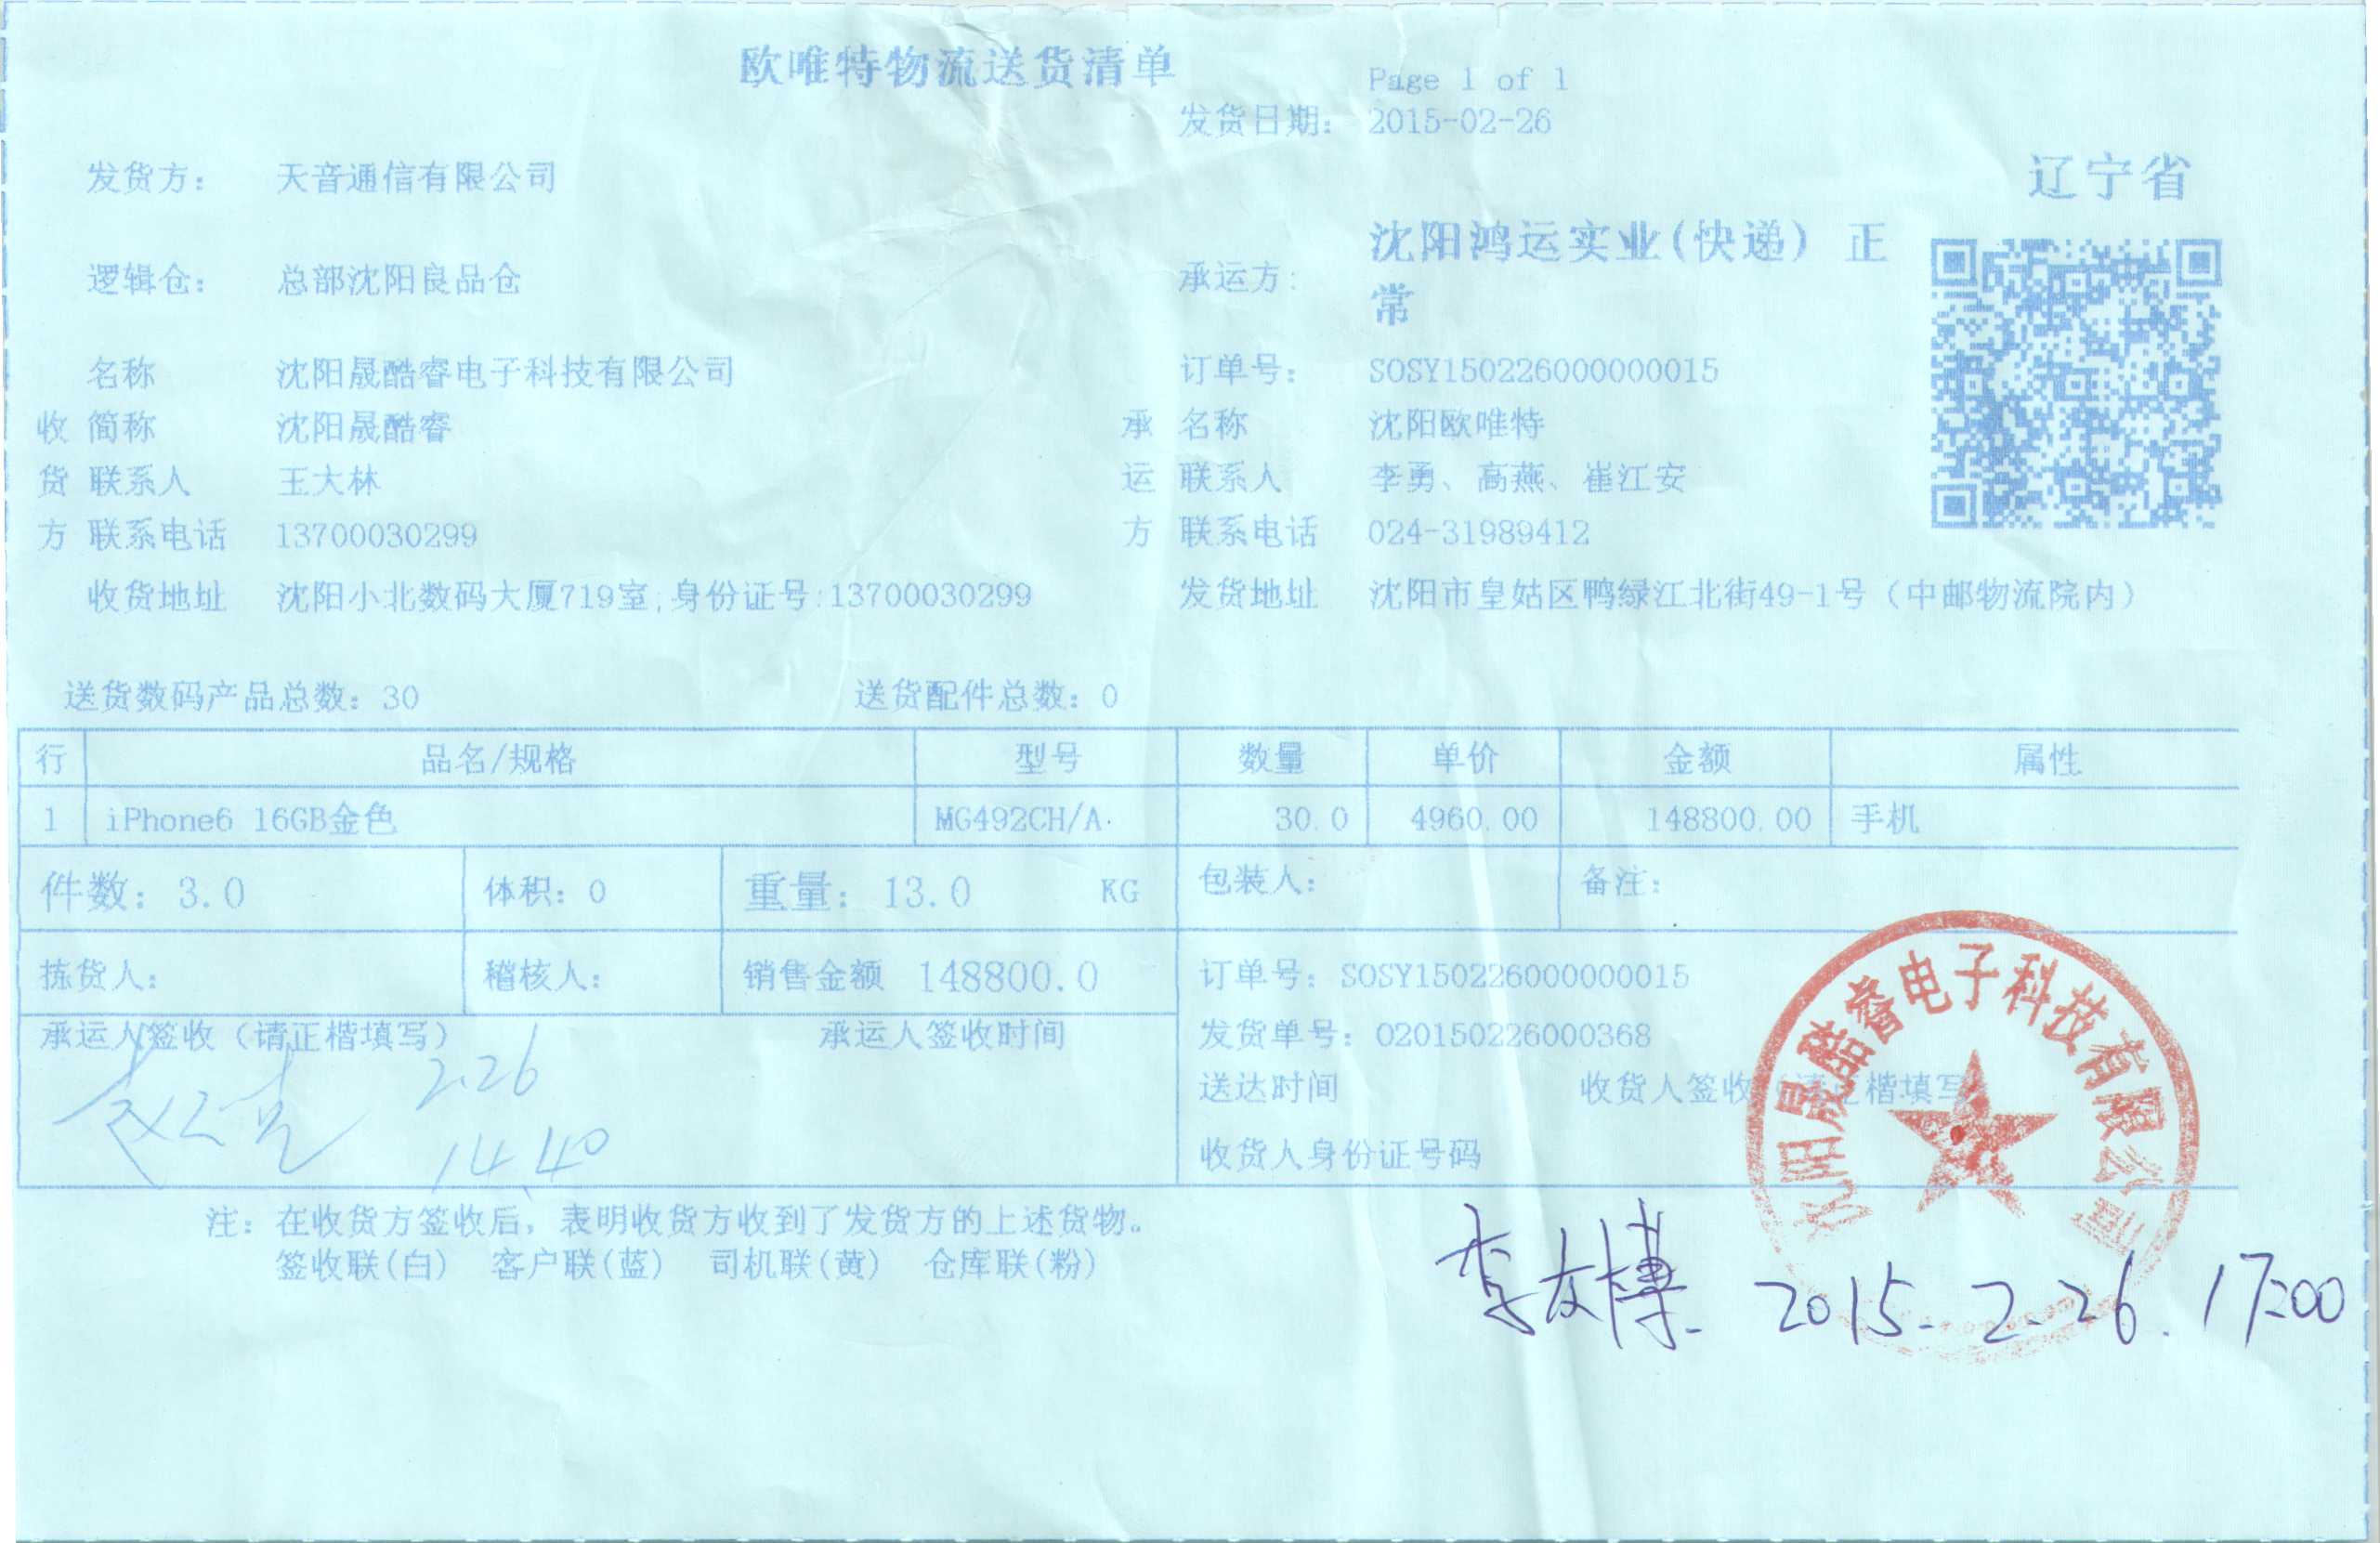 欧唯特物流送货清单
Page 1 of 1
发货日期： 2015-02-26
发货方： 天音通信有限公司
辽宁省
逻辑仓： 总部沈阳良品仓
承运方： 沈阳鸿运实业(快递) 正常
名称 沈阳晟酷睿电子科技有限公司
订单号： SOSY150226000000015
收 简称 沈阳晟酷睿
承 名称 沈阳欧唯特
货 联系人 王大林
运 联系人 李勇、高燕、崔江安
方 联系电话 13700030299
方 联系电话 024-31989412
收货地址 沈阳小北数码大厦719室;身份证号:13700030299
发货地址 沈阳市皇姑区鸭绿江北街49-1号（中邮物流院内）
送货数码产品总数：30 送货配件总数：0
行 品名/规格 型号 数量 单价 金额 属性
1 iPhone6 16GB金色 MG492CH/A 30.0 4960.00 148800.00 手机
件数：3.0 体积：0 重量：13.0 KG 包装人： 备注：
拣货人： 稽核人： 销售金额 148800.0
订单号：SOSY150226000000015
承运人签收（请正楷填写） 承运人签收时间
发货单号：020150226000368
2.26
14.40
送达时间 收货人签收（请正楷填写
收货人身份证号码
沈阳晟酷睿电子科技有限公司
注：在收货方签收后，表明收货方收到了发货方的上述货物。
签收联(白) 客户联(蓝) 司机联(黄) 仓库联(粉)
2015.2.26.17:00